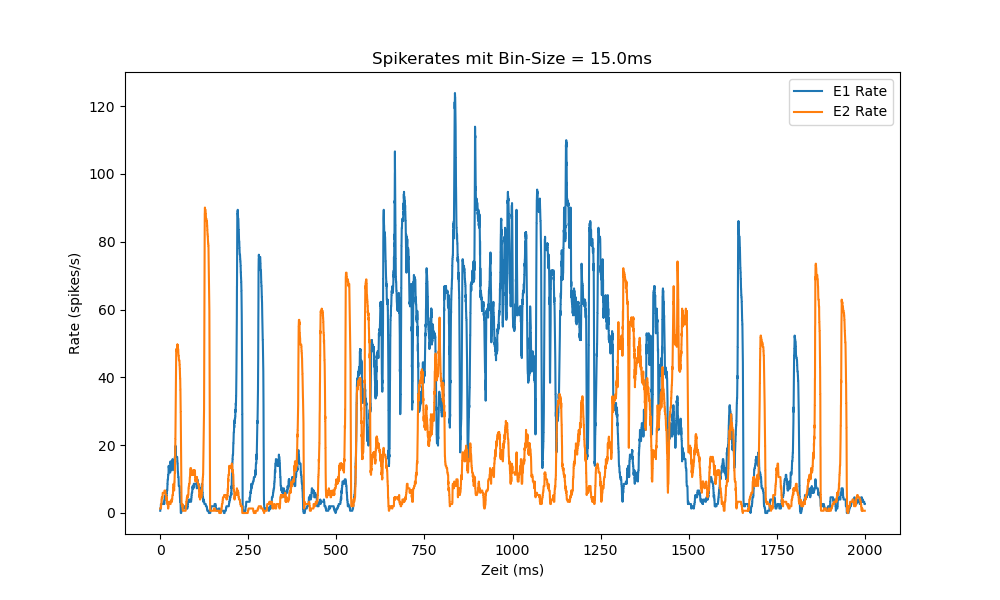 Spikerates mit Bin-Size = 15.0ms
E1 Rate
E2 Rate
Rate (spikes/s)
120
100
80
60
40
20
0
0 250 500 750 1000 1250 1500 1750 2000
Zeit (ms)